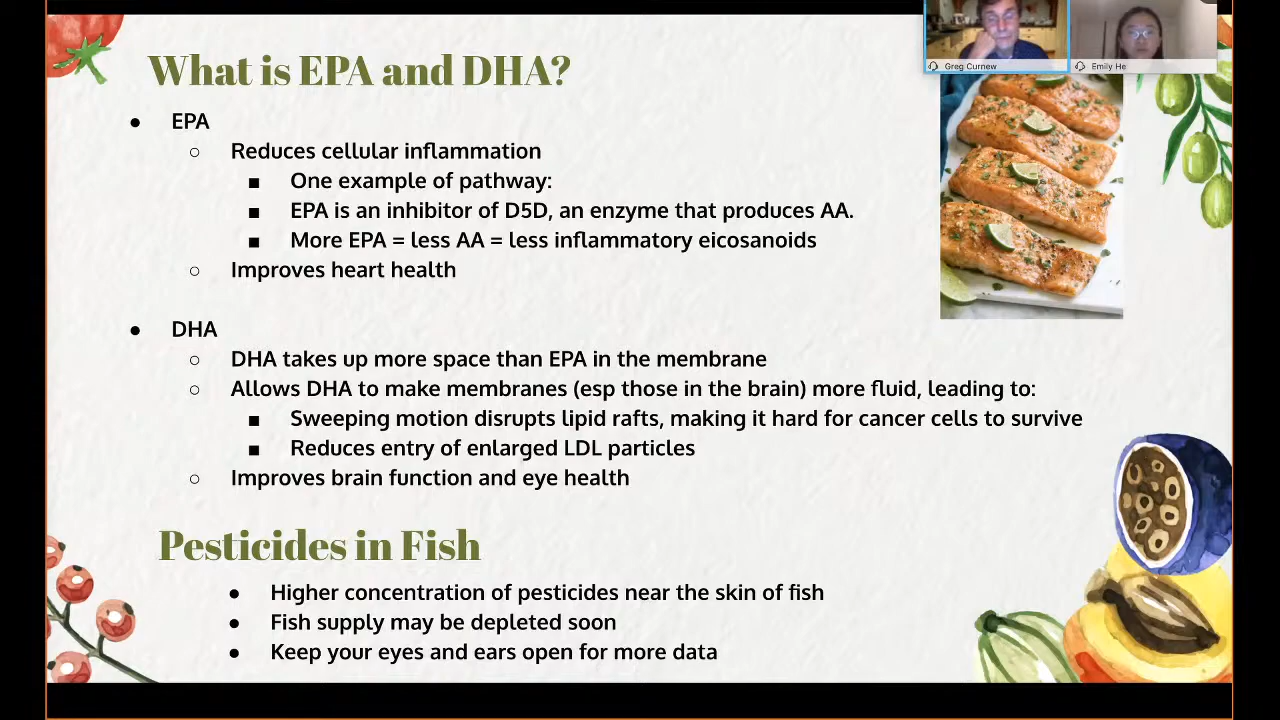 Greg Curnew
Emily He
What is EPA and DHA?
● EPA
○ Reduces cellular inflammation
■ One example of pathway:
■ EPA is an inhibitor of D5D, an enzyme that produces AA.
■ More EPA = less AA = less inflammatory eicosanoids
○ Improves heart health
● DHA
○ DHA takes up more space than EPA in the membrane
○ Allows DHA to make membranes (esp those in the brain) more fluid, leading to:
■ Sweeping motion disrupts lipid rafts, making it hard for cancer cells to survive
■ Reduces entry of enlarged LDL particles
○ Improves brain function and eye health
Pesticides in Fish
● Higher concentration of pesticides near the skin of fish
● Fish supply may be depleted soon
● Keep your eyes and ears open for more data